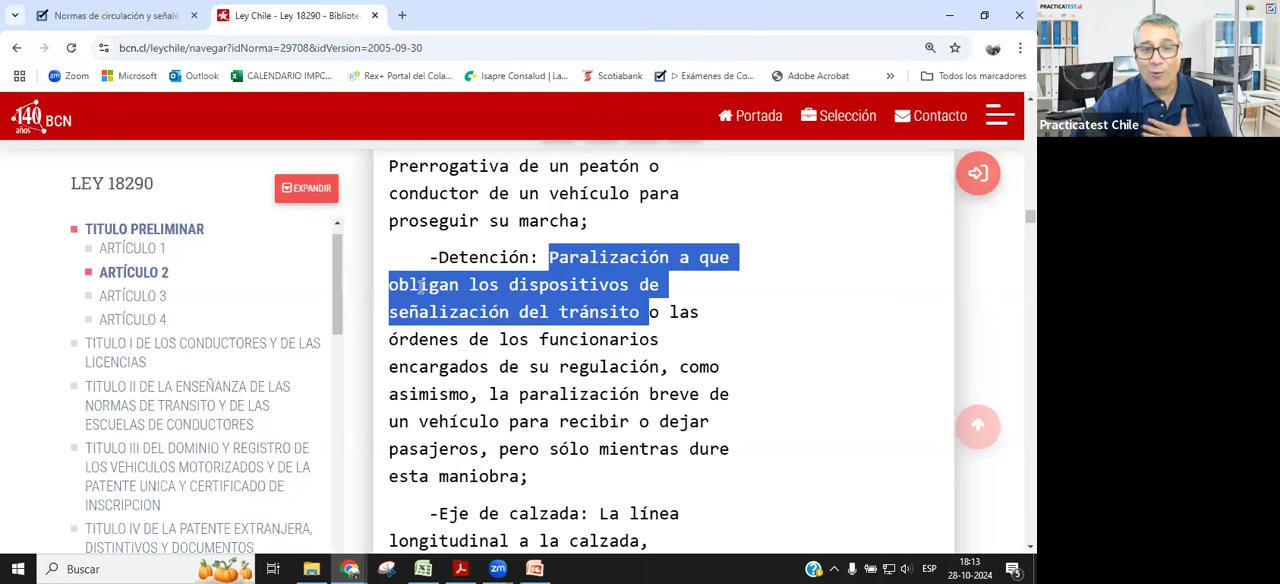 Normas de circulación y señale
Ley Chile - Ley 18290 - Bibliote
bcn.cl/leychile/navegar?idNorma=29708&idVersion=2005-09-30
Zoom
Microsoft
Outlook
CALENDARIO IMPC...
Rex+ Portal del Cola...
Isapre Consalud | La...
Scotiabank
▷ Exámenes de Co...
Adobe Acrobat
»
Todos los marcadores
140 años BCN
Portada
Selección
Contacto
LEY 18290
EXPANDIR
TITULO PRELIMINAR
ARTÍCULO 1
ARTÍCULO 2
ARTÍCULO 3
ARTÍCULO 4
TITULO I DE LOS CONDUCTORES Y DE LAS
LICENCIAS
TITULO II DE LA ENSEÑANZA DE LAS
NORMAS DE TRANSITO Y DE LAS
ESCUELAS DE CONDUCTORES
TITULO III DEL DOMINIO Y REGISTRO DE
LOS VEHICULOS MOTORIZADOS Y DE LA
PATENTE UNICA Y CERTIFICADO DE
INSCRIPCION
TITULO IV DE LA PATENTE EXTRANJERA,
DISTINTIVOS Y DOCUMENTOS
Prerrogativa de un peatón o
conductor de un vehículo para
proseguir su marcha;
-Detención: Paralización a que
obligan los dispositivos de
señalización del tránsito o las
órdenes de los funcionarios
encargados de su regulación, como
asimismo, la paralización breve de
un vehículo para recibir o dejar
pasajeros, pero sólo mientras dure
esta maniobra;
-Eje de calzada: La línea
longitudinal a la calzada,
PRACTICATEST.cl
Practicatest Chile
Buscar
ESP
18:13
28-10-2024
5